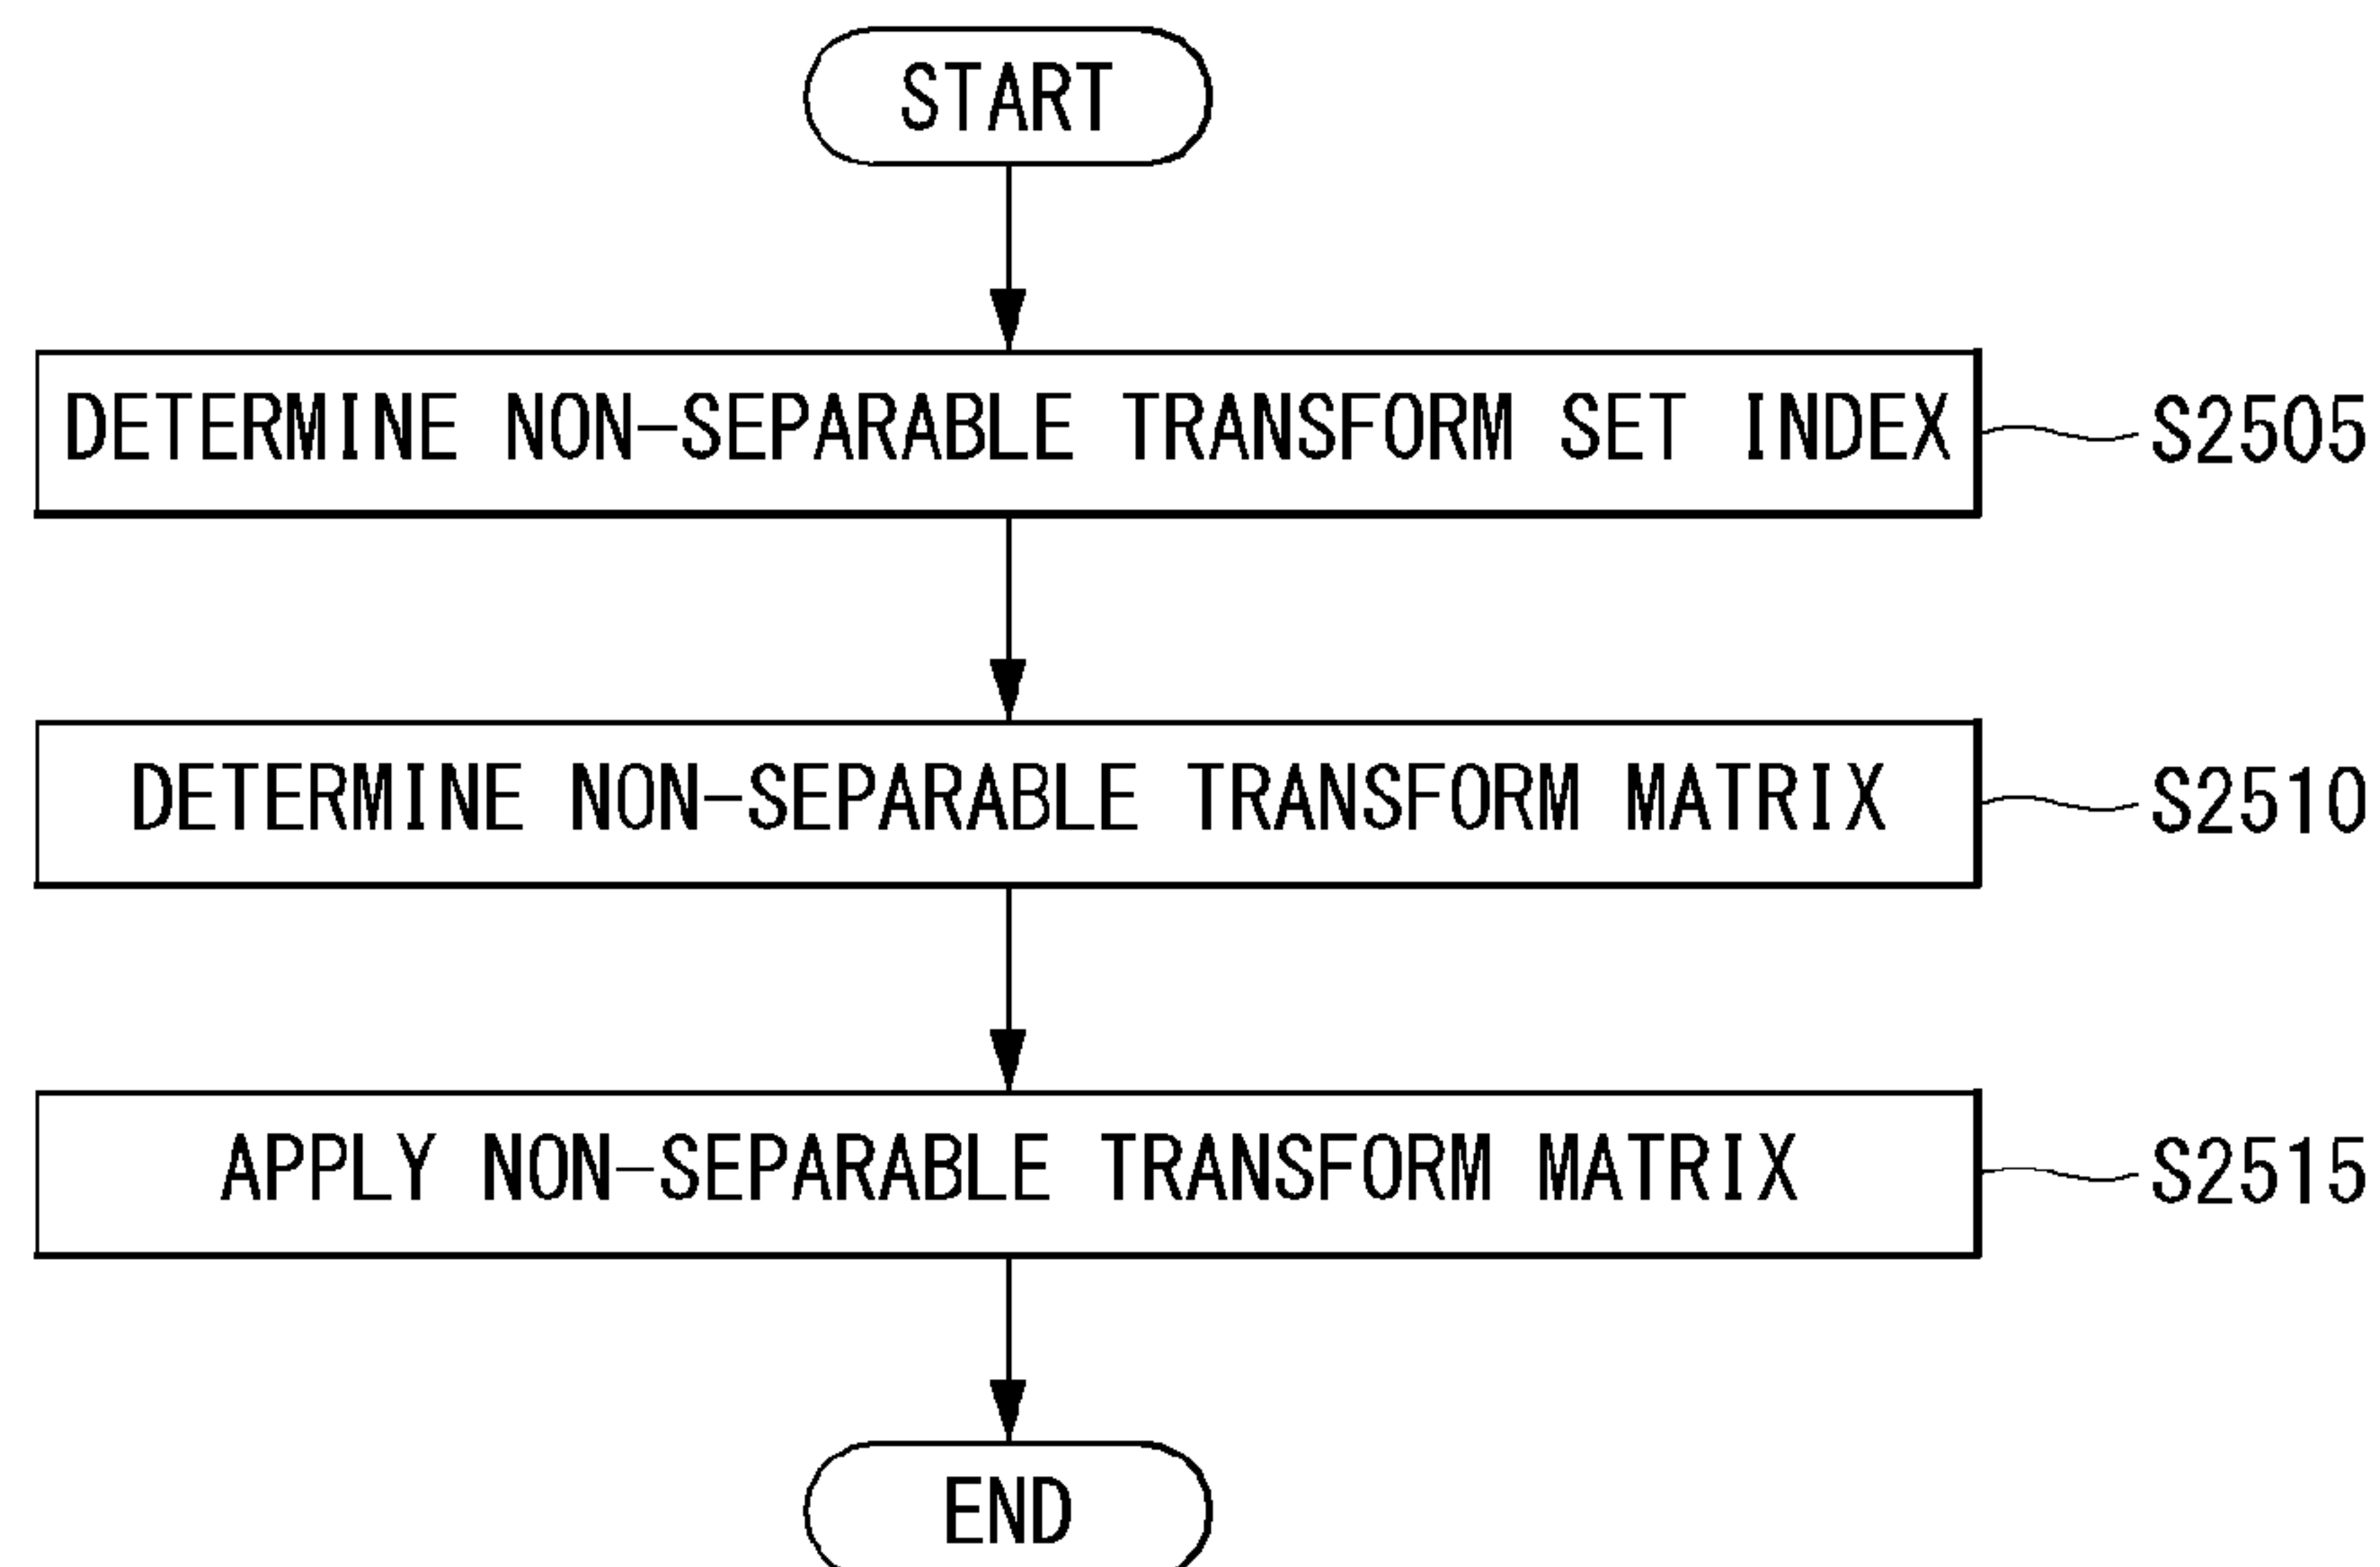 START
DETERMINE NON-SEPARABLE TRANSFORM SET INDEX S2505
DETERMINE NON-SEPARABLE TRANSFORM MATRIX S2510
APPLY NON-SEPARABLE TRANSFORM MATRIX S2515
END